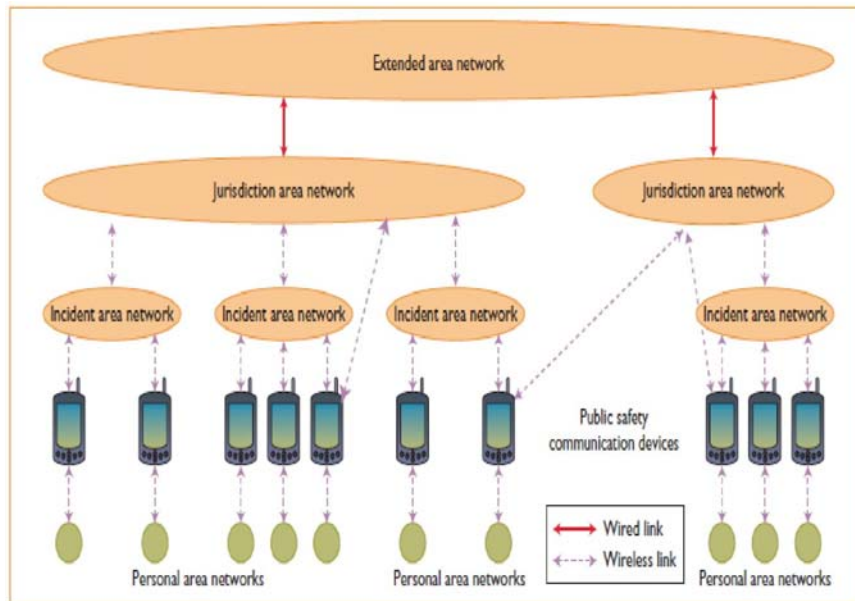 Extended area network
Jurisdiction area network
Jurisdiction area network
Incident area network
Incident area network
Incident area network
Incident area network
Public safety
communication devices
Wired link
Wireless link
Personal area networks
Personal area networks
Personal area networks